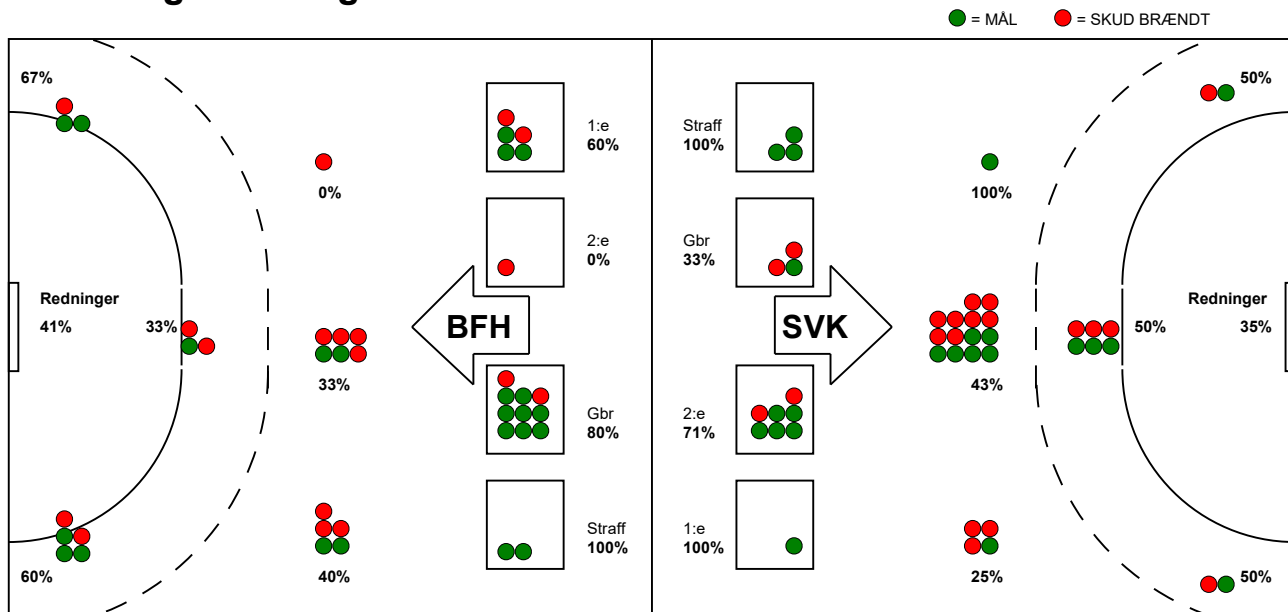 = MÅL
= SKUD BRÆNDT
67%
1:e
60%
Straff
100%
50%
0%
100%
2:e
0%
Gbr
33%
Redninger
41%
33%
BFH
SVK
50%
Redninger
35%
33%
43%
Gbr
80%
2:e
71%
60%
40%
Straff
100%
1:e
100%
25%
50%